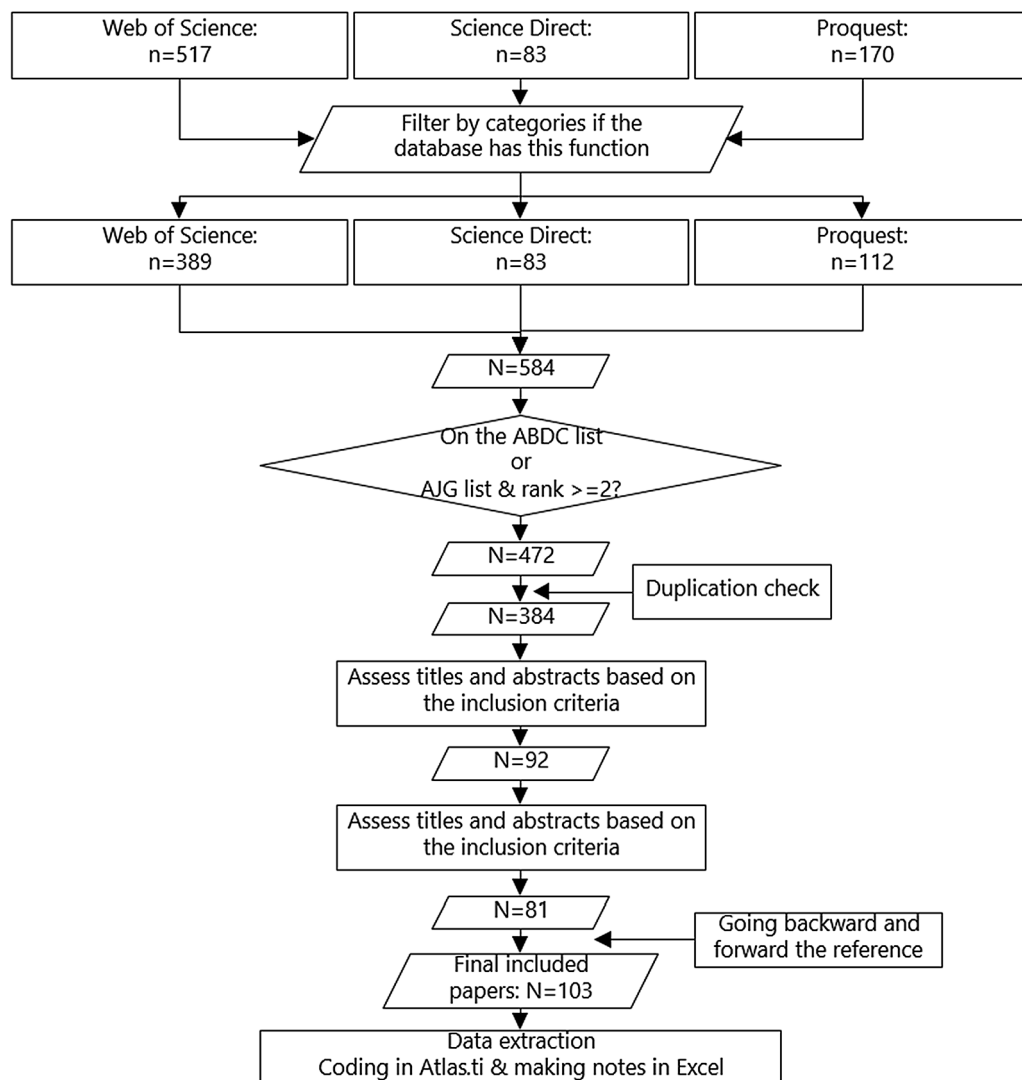 Web of Science:
n=517
Science Direct:
n=83
Proquest:
n=170
Filter by categories if the
database has this function
Web of Science:
n=389
Science Direct:
n=83
Proquest:
n=112
N=584
On the ABDC list
or
AJG list & rank >=2?
N=472
Duplication check
N=384
Assess titles and abstracts based on
the inclusion criteria
N=92
Assess titles and abstracts based on
the inclusion criteria
N=81
Going backward and
forward the reference
Final included
papers: N=103
Data extraction
Coding in Atlas.ti & making notes in Excel